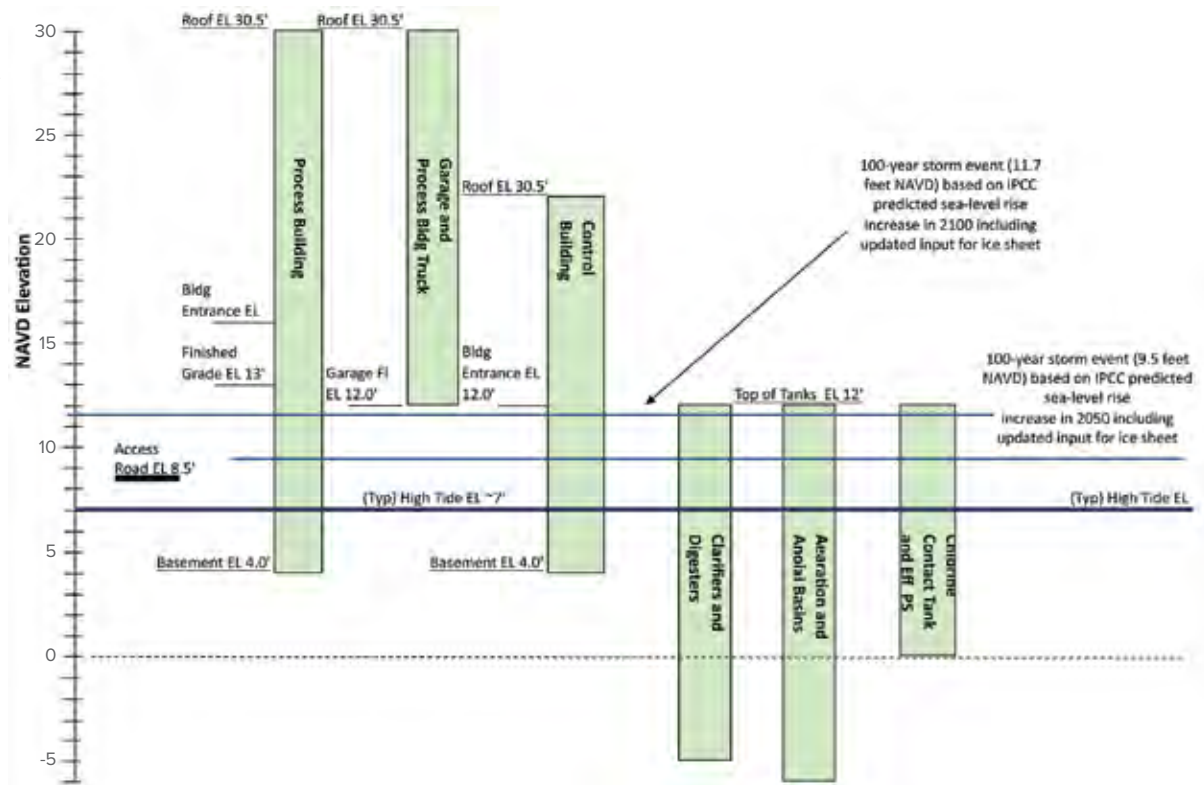 Roof EL 30.5'
Roof EL 30.5'
30
25
20
15
10
5
0
-5
NAVD Elevation
Process Building
Garage and
Process Bldg Truck
Roof EL 30.5'
Control
Building
Bldg
Entrance EL
Finished
Grade EL 13'
Garage Fl
EL 12.0'
Bldg
Entrance EL
12.0'
100-year storm event (11.7
feet NAVD) based on IPCC
predicted sea-level rise
increase in 2100 including
updated input for ice sheet
100-year storm event (9.5 feet
NAVD) based on IPCC predicted
sea-level rise
increase in 2050 including
updated input for ice sheet
Top of Tanks EL 12'
Access
Road EL 8.5'
(Typ) High Tide EL ~7'
(Typ) High Tide EL
Basement EL 4.0'
Basement EL 4.0'
Clarifiers and
Digesters
Aearation and
Anoial Basins
Chlorine
Contact Tank
and Eff PS